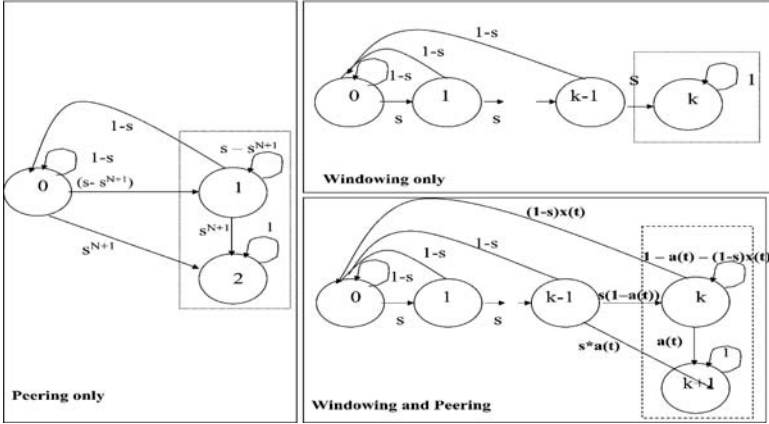 1-s
1-s
s – s^{N+1}
0
(s- s^{N+1})
1
s^{N+1}
s^{N+1}
1
2
Peering only
1-s
1-s
1-s
0
s
1
s
k-1
s
k
1
Windowing only
(1-s)x(t)
1-s
1-s
1-s
1 – a(t) – (1-s)x(t)
0
s
1
s
k-1
s(1–a(t))
k
s*a(t)
a(t)
1
k+1
Windowing and Peering